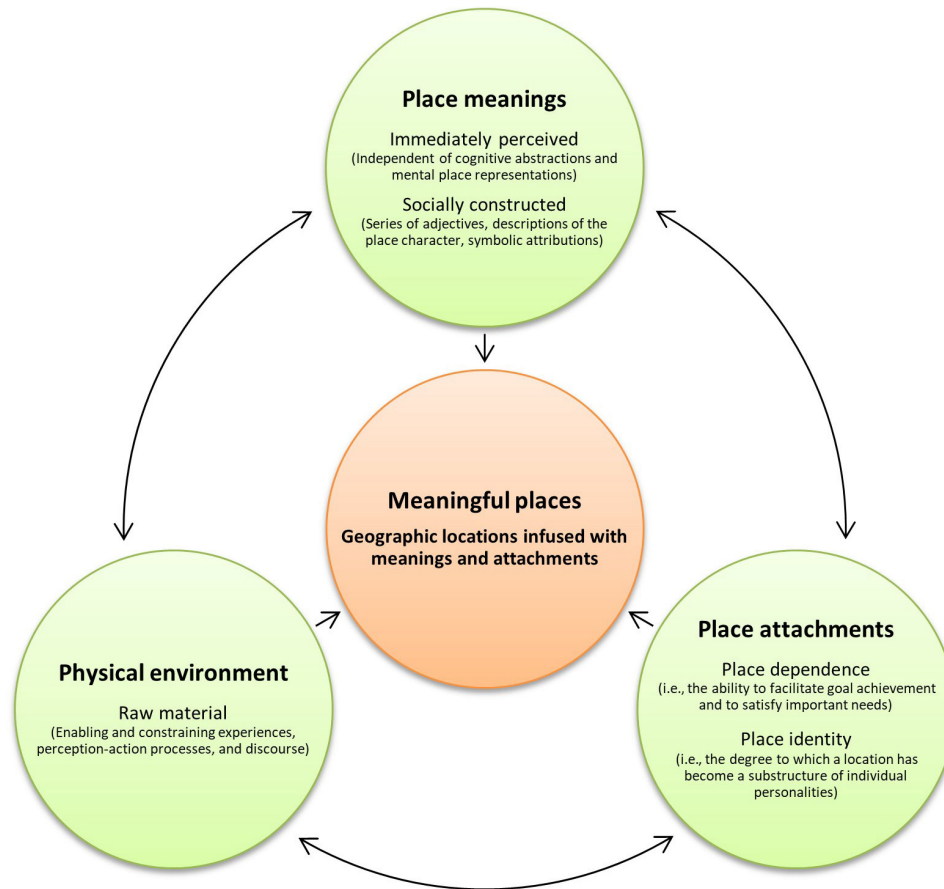 Place meanings
Immediately perceived
(Independent of cognitive abstractions and
mental place representations)
Socially constructed
(Series of adjectives, descriptions of the
place character, symbolic attributions)
Meaningful places
Geographic locations infused with
meanings and attachments
Physical environment
Raw material
(Enabling and constraining experiences,
perception-action processes, and discourse)
Place attachments
Place dependence
(i.e., the ability to facilitate goal achievement
and to satisfy important needs)
Place identity
(i.e., the degree to which a location has
become a substructure of individual
personalities)